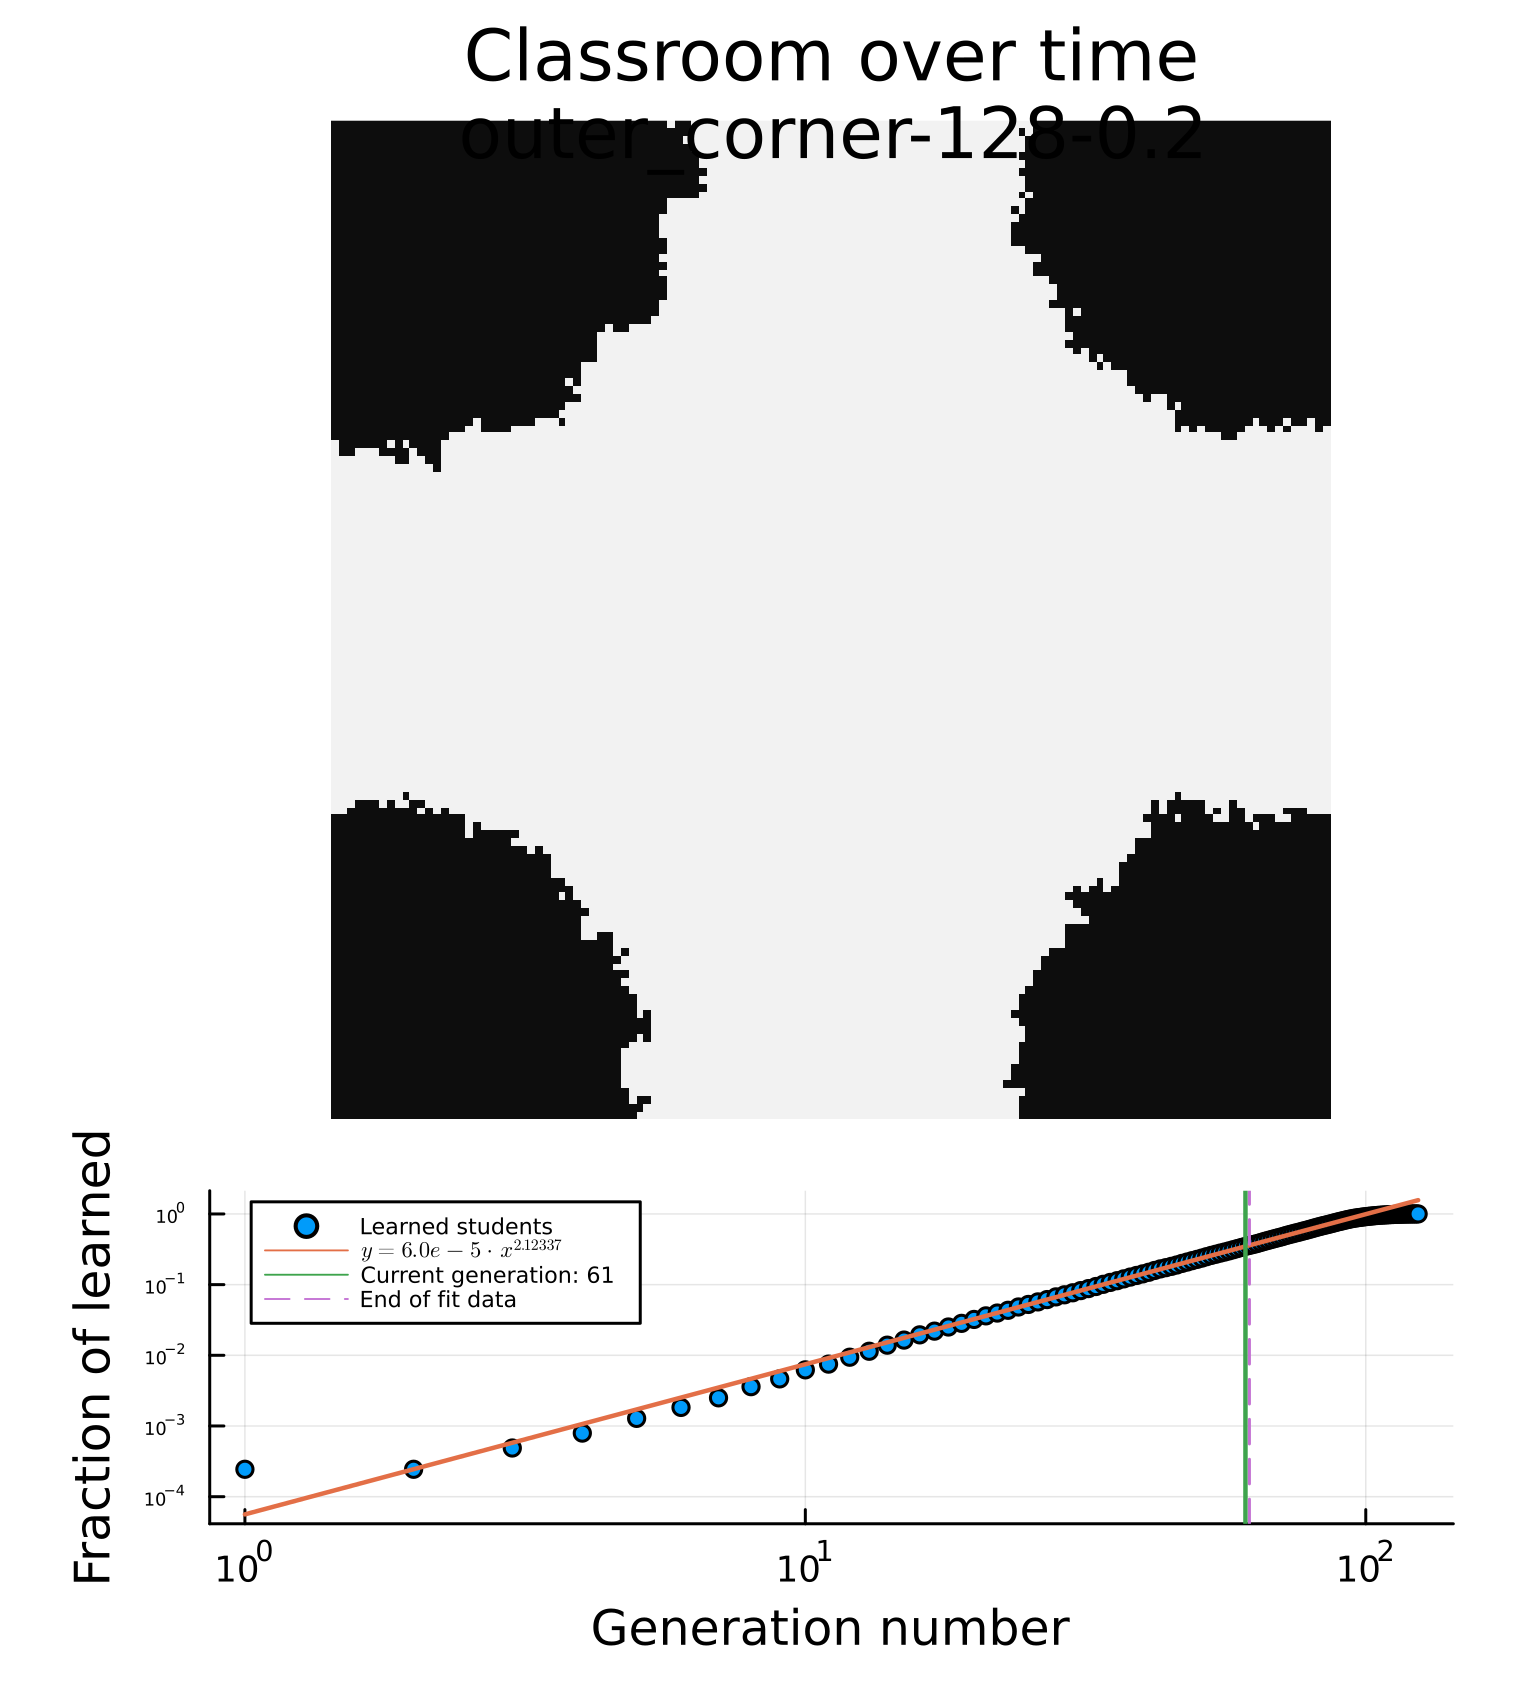 Classroom over time
outer_corner-128-0.2
Fraction of learned
10^0
10^-1
10^-2
10^-3
10^-4
Learned students
y = 6.0e − 5 · x^2.12337
Current generation: 61
End of fit data
10^0 10^1 10^2
Generation number